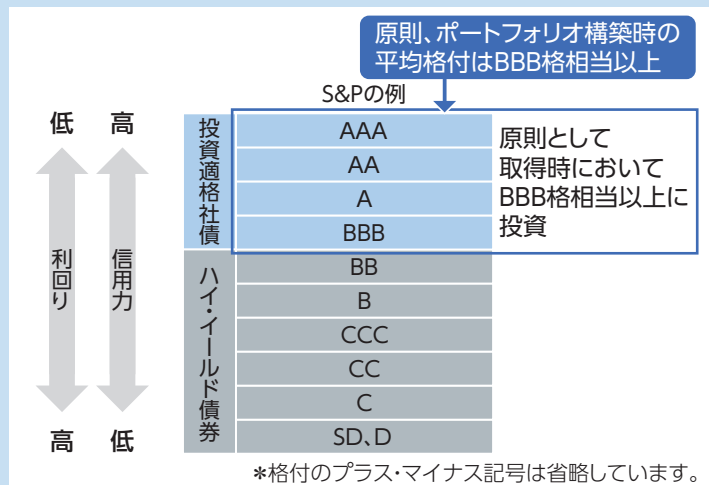 原則、ポートフォリオ構築時の
平均格付はBBB格相当以上
S&Pの例
低 高
利回り
信用力
高 低
投資適格社債
AAA
AA
A
BBB
原則として
取得時において
BBB格相当以上に
投資
ハイ・イールド債券
BB
B
CCC
CC
C
SD、D
*格付のプラス・マイナス記号は省略しています。